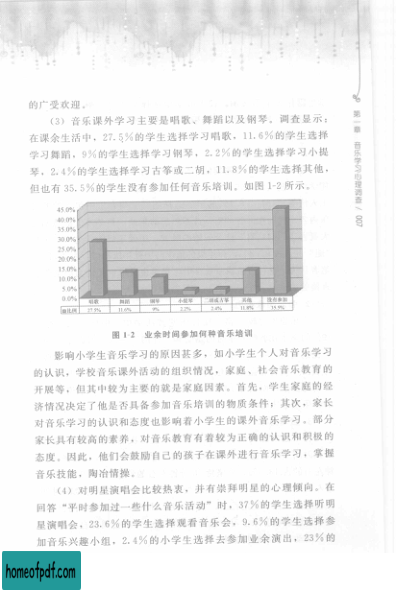 的广受欢迎。
（3）音乐课外学习主要是唱歌、舞蹈以及钢琴。调查显示：
在课余生活中，27.5%的学生选择学习唱歌，11.6%的学生选择
学习舞蹈，9%的学生选择学习钢琴，2.2%的学生选择学习小提
琴，2.4%的学生选择学习古筝或二胡，11.8%的学生选择其他，
但也有35.5%的学生没有参加任何音乐培训。如图1-2所示。
45.0%
40.0%
35.0%
30.0%
25.0%
20.0%
15.0%
10.0%
5.0%
0.0%
唱歌 舞蹈 钢琴 小提琴 二胡或古筝 其他
27.5% 11.6% 9% 2.2% 2.4% 11.8% 35.5%
图 1-2 业余时间参加何种音乐培训
影响小学生音乐学习的原因甚多，如小学生个人对音乐学习
的认识，学校音乐课外活动的组织情况，家庭、社会音乐教育的
开展等，但其中较为主要的就是家庭因素。首先，学生家庭的经
济情况决定了他是否具备参加音乐培训的物质条件；其次，家长
对音乐学习的认识和态度也影响着小学生的课外音乐学习。部分
家长具有较高的素养，对音乐教育有着较为正确的认识和积极的
态度。因此，他们会鼓励自己的孩子在课外进行音乐学习，掌握
音乐技能，陶冶情操。
（4）对明星演唱会比较热衷，并有崇拜明星的心理倾向。在
回答“平时参加过一些什么音乐活动”时，37%的学生选择听明
星演唱会，23.6%的学生选择观看音乐会，9.6%的学生选择参
加音乐兴趣小组，2.4%的小学生选择去参加业余演出，23%的
007
homeofpdf.com